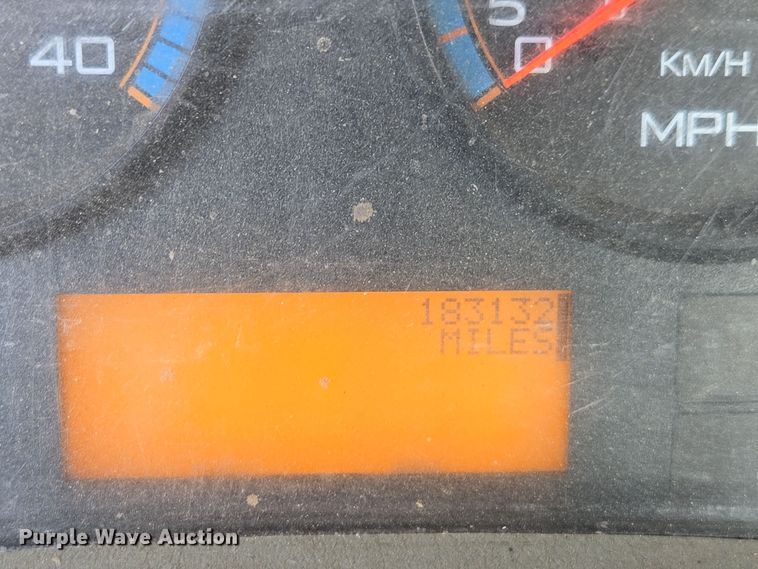 40
5
0
KM/H
MPH
183132
MILES
Purple Wave Auction